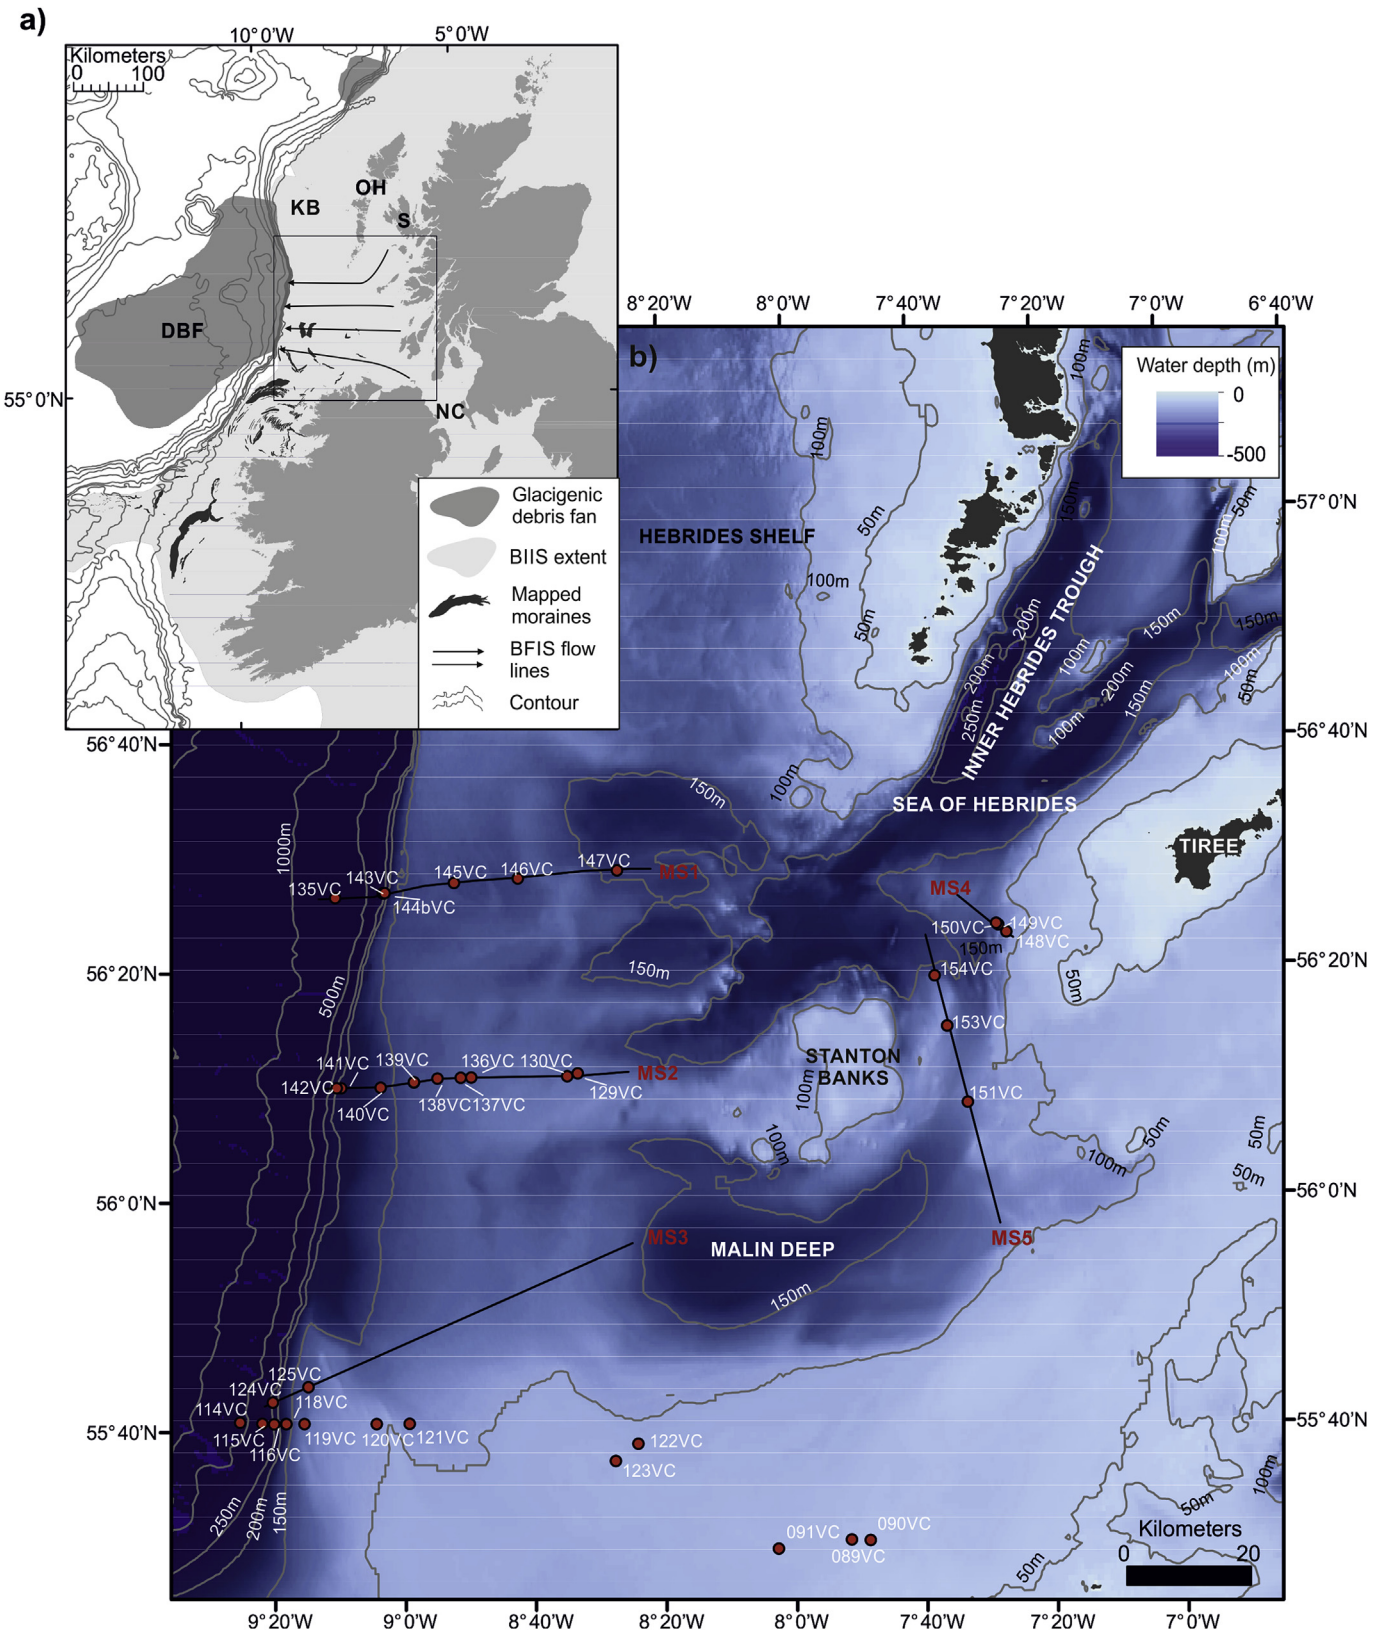 a)
10°0'W
5°0'W
Kilometers
0 100
OH
KB
S
DBF
55°0'N
NC
Glacigenic
debris fan
BIIS extent
Mapped
moraines
BFIS flow
lines
Contour
8°20'W
8°0'W
7°40'W
7°20'W
7°0'W
6°40'W
b)
Water depth (m)
0
-500
100m
100m
50m
150m
50m
100m
57°0'N
HEBRIDES SHELF
100m
50m
200m
150m
150m
INNER HEBRIDES TROUGH
200m
250m
100m
200m
150m
100m
100m
50m
56°40'N
56°40'N
150m
100m
SEA OF HEBRIDES
TIREE
1000m
147VC
146VC
145VC
143VC
135VC
144bVC
MS1
MS4
150VC
149VC
148VC
150m
56°20'N
56°20'N
150m
154VC
50m
500m
153VC
STANTON
BANKS
100m
141VC
139VC
136VC
130VC
MS2
142VC
140VC
138VC
137VC
129VC
151VC
100m
50m
50m
100m
50m
56°0'N
56°0'N
MS3
MALIN DEEP
MS5
150m
125VC
124VC
118VC
114VC
115VC
116VC
119VC
120VC
121VC
122VC
123VC
55°40'N
55°40'N
100m
50m
250m
200m
150m
091VC
090VC
089VC
50m
Kilometers
0 20
9°20'W
9°0'W
8°40'W
8°20'W
8°0'W
7°40'W
7°20'W
7°0'W